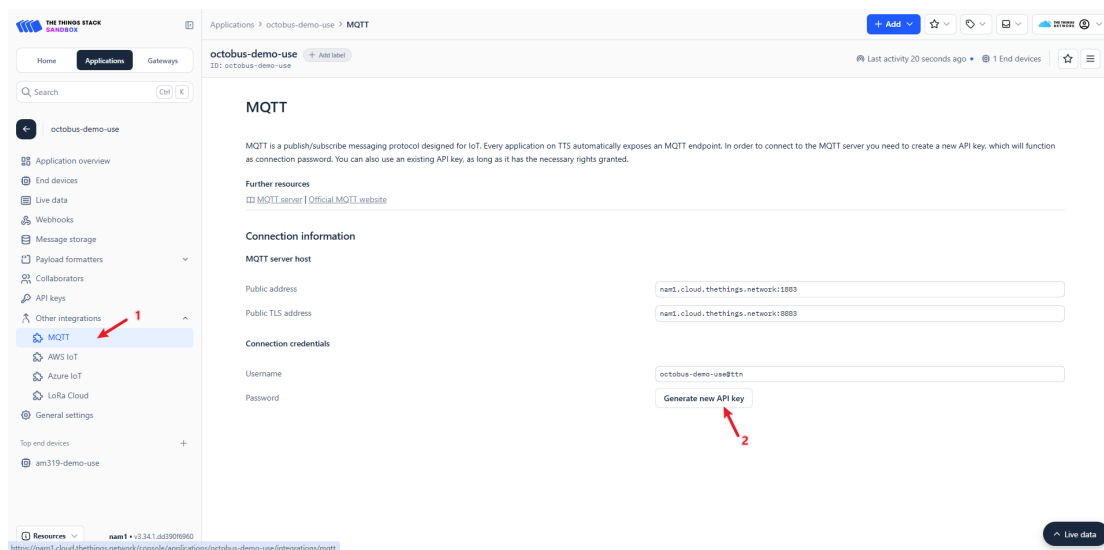 THE THINGS STACK
SANDBOX
Applications > octobus-demo-use > MQTT
+ Add
THE THINGS
NETWORK
Home
Applications
Gateways
octobus-demo-use
+ Add label
ID: octobus-demo-use
Last activity 20 seconds ago
1 End devices
Search
Ctrl
K
octobus-demo-use
Application overview
End devices
Live data
Webhooks
Message storage
Payload formatters
Collaborators
API keys
Other integrations
1
MQTT
AWS IoT
Azure IoT
LoRa Cloud
General settings
Top end devices
+
am319-demo-use
Resources
nam1 • v3.34.1.dd390f6960
https://nam1.cloud.thethings.network/console/applications/octobus-demo-use/integrations/mqtt
MQTT
MQTT is a publish/subscribe messaging protocol designed for IoT. Every application on TTS automatically exposes an MQTT endpoint. In order to connect to the MQTT server you need to create a new API key, which will function
as connection password. You can also use an existing API key, as long as it has the necessary rights granted.
Further resources
MQTT server | Official MQTT website
Connection information
MQTT server host
Public address
nam1.cloud.thethings.network:1883
Public TLS address
nam1.cloud.thethings.network:8883
Connection credentials
Username
octobus-demo-use@ttn
Password
Generate new API key
2
Live data